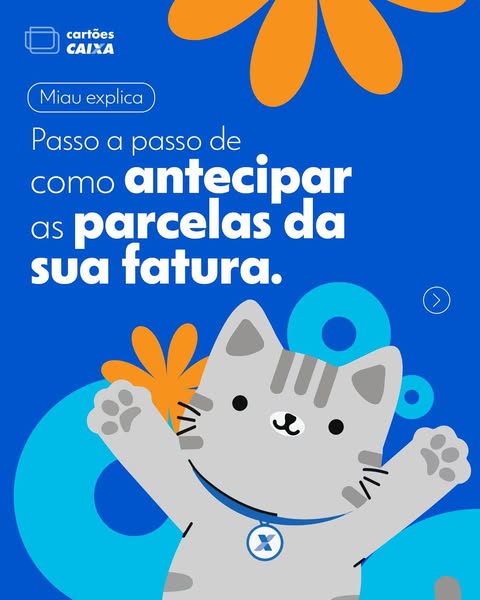 cartões
CAIXA
Miau explica
Passo a passo de
como antecipar
as parcelas da
sua fatura.
X